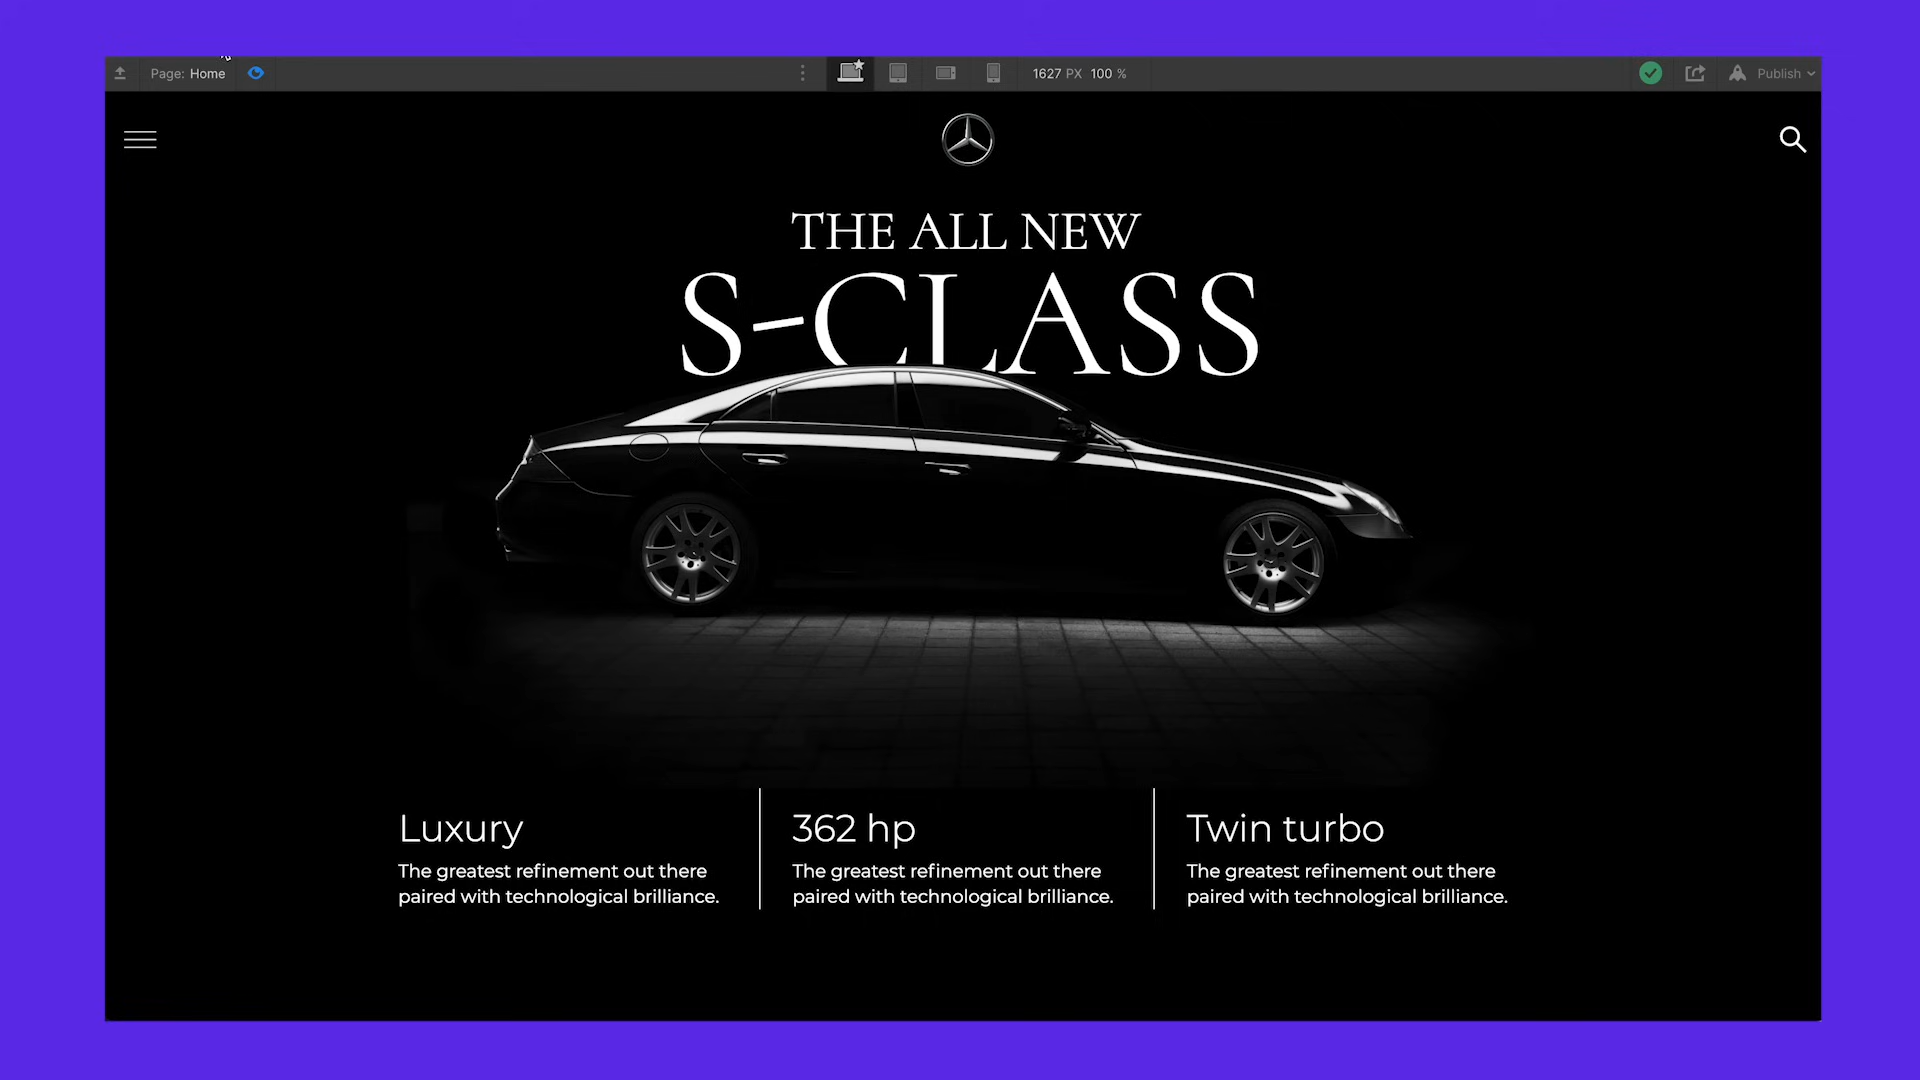 Page: Home
1627 PX 100 %
Publish
THE ALL NEW
S-CLASS
Luxury
The greatest refinement out there
paired with technological brilliance.
362 hp
The greatest refinement out there
paired with technological brilliance.
Twin turbo
The greatest refinement out there
paired with technological brilliance.